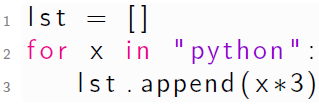 1 lst = []
2 for x in "python":
3     lst.append(x*3)